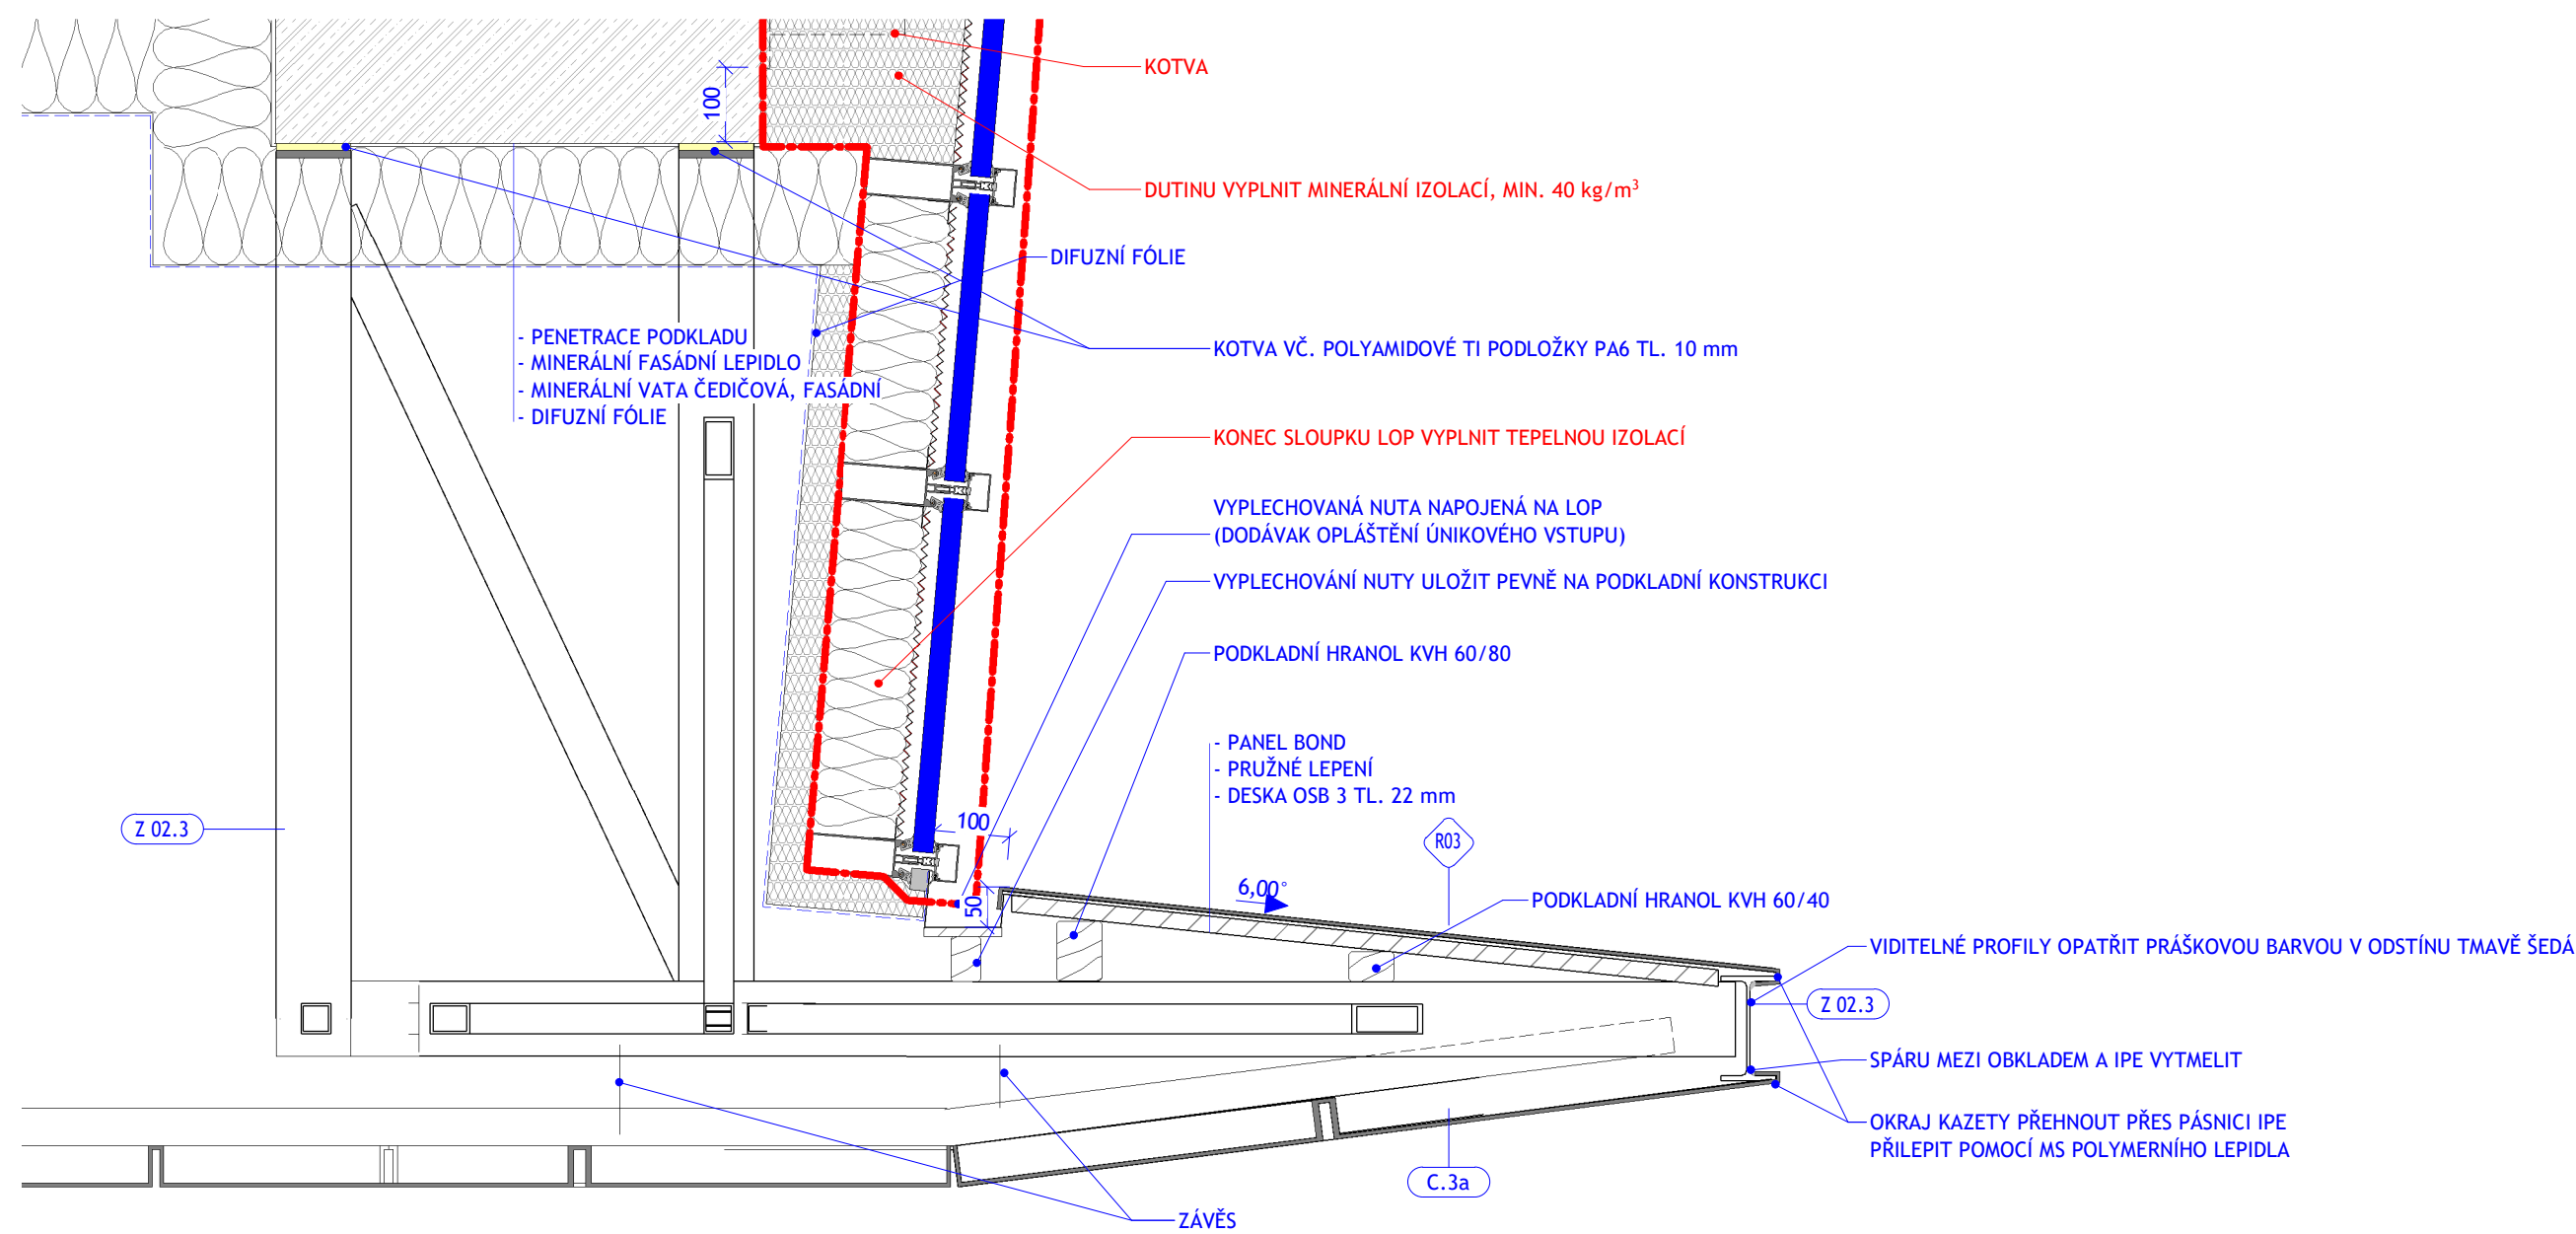 KOTVA
100
DUTINU VYPLNIT MINERÁLNÍ IZOLACÍ, MIN. 40 kg/m³
DIFUZNÍ FÓLIE
- PENETRACE PODKLADU
- MINERÁLNÍ FASÁDNÍ LEPIDLO
- MINERÁLNÍ VATA ČEDIČOVÁ, FASÁDNÍ
- DIFUZNÍ FÓLIE
KOTVA VČ. POLYAMIDOVÉ TI PODLOŽKY PA6 TL. 10 mm
KONEC SLOUPKU LOP VYPLNIT TEPELNOU IZOLACÍ
VYPLECHOVANÁ NUTA NAPOJENÁ NA LOP
(DODÁVAK OPLÁŠTĚNÍ ÚNIKOVÉHO VSTUPU)
VYPLECHOVÁNÍ NUTY ULOŽIT PEVNĚ NA PODKLADNÍ KONSTRUKCI
PODKLADNÍ HRANOL KVH 60/80
- PANEL BOND
- PRUŽNÉ LEPENÍ
- DESKA OSB 3 TL. 22 mm
Z 02.3
100
R03
6,00°
50
PODKLADNÍ HRANOL KVH 60/40
VIDITELNÉ PROFILY OPATŘIT PRÁŠKOVOU BARVOU V ODSTÍNU TMAVĚ ŠEDÁ
Z 02.3
SPÁRU MEZI OBKLADEM A IPE VYTMELIT
OKRAJ KAZETY PŘEHNOUT PŘES PÁSNICI IPE
PŘILEPIT POMOCÍ MS POLYMERNÍHO LEPIDLA
C.3a
ZÁVĚS